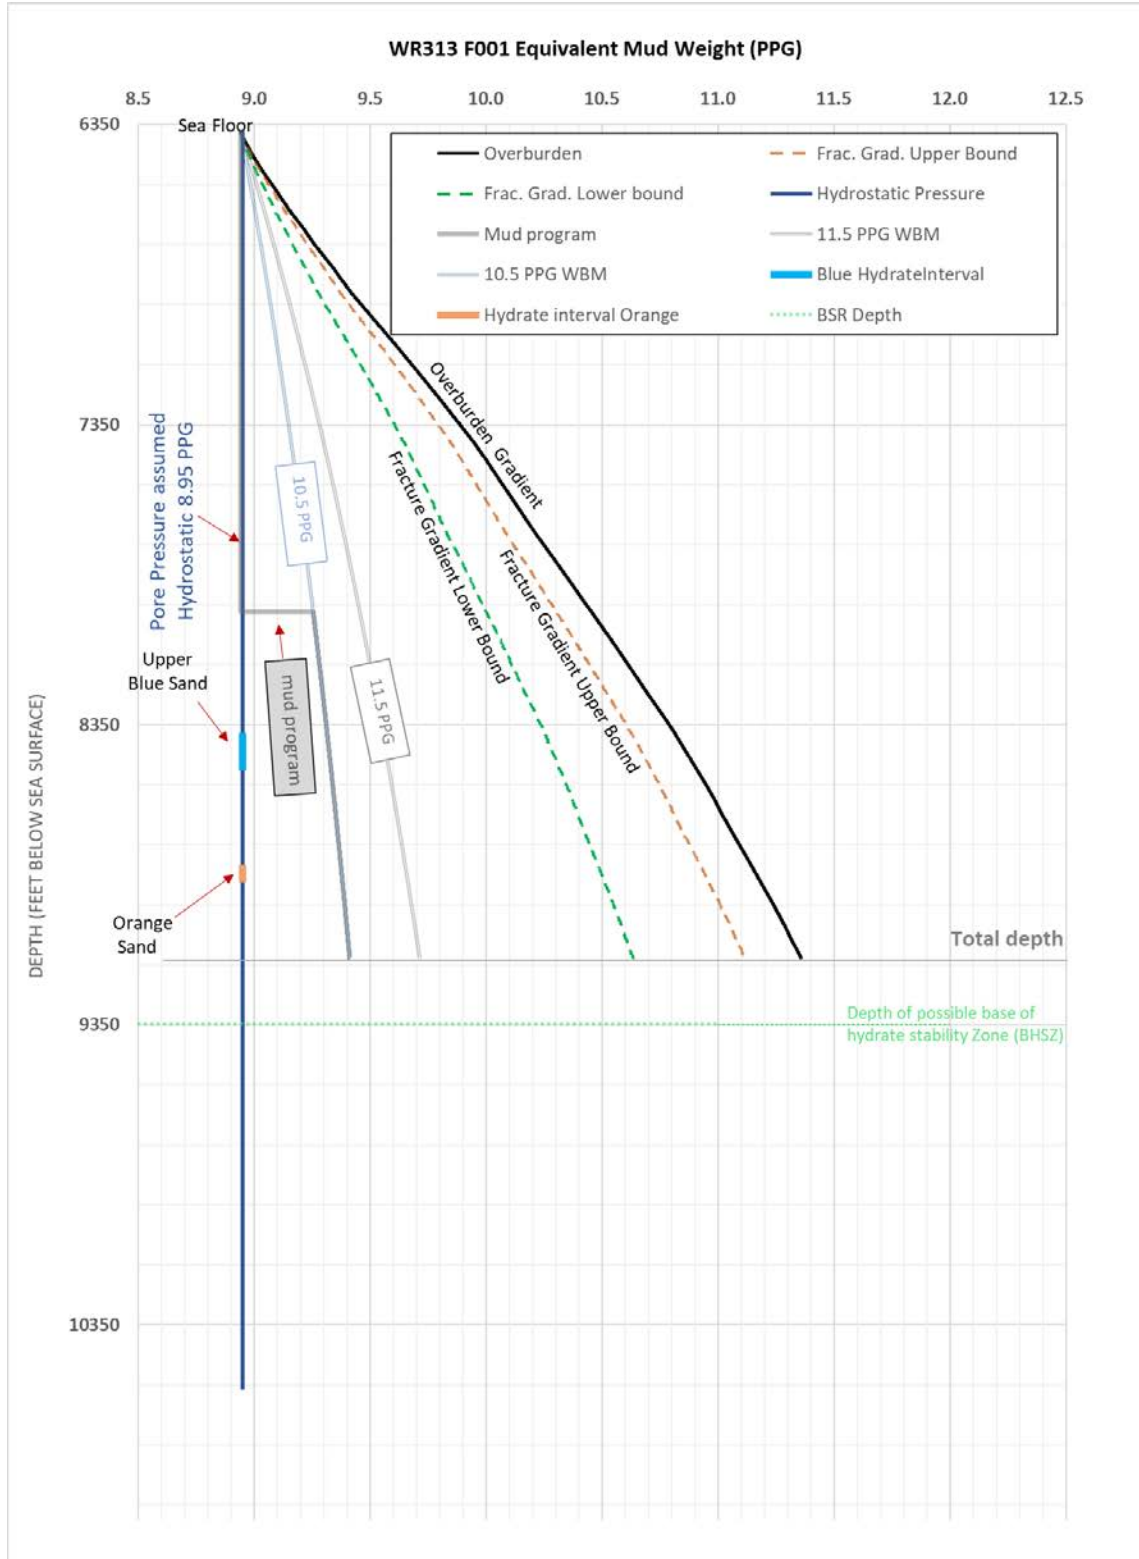 WR313 F001 Equivalent Mud Weight (PPG)
8.5 9.0 9.5 10.0 10.5 11.0 11.5 12.0 12.5
6350
Sea Floor
Overburden
Frac. Grad. Upper Bound
Frac. Grad. Lower bound
Hydrostatic Pressure
Mud program
11.5 PPG WBM
10.5 PPG WBM
Blue HydrateInterval
Hydrate interval Orange
BSR Depth
7350
Overburden Gradient
Pore Pressure assumed
Hydrostatic 8.95 PPG
10.5 PPG
Fracture Gradient Lower Bound
Fracture Gradient Upper Bound
Upper
Blue Sand
mud program
11.5 PPG
8350
DEPTH (FEET BELOW SEA SURFACE)
Orange
Sand
Total depth
9350
Depth of possible base of
hydrate stability Zone (BHSZ)
10350